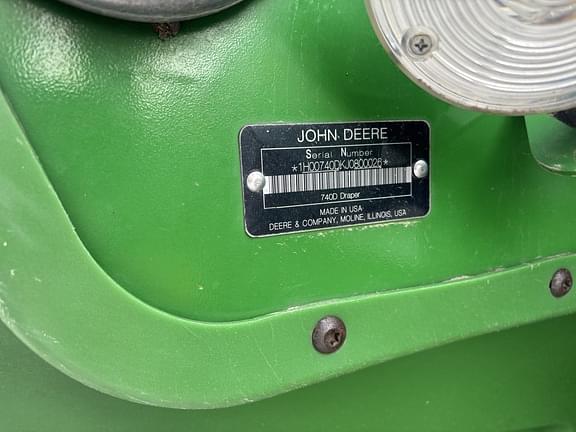 JOHN DEERE
Serial Number
*1H00740DKJ0800026*
740D Draper
MADE IN USA
DEERE & COMPANY, MOLINE, ILLINOIS, USA